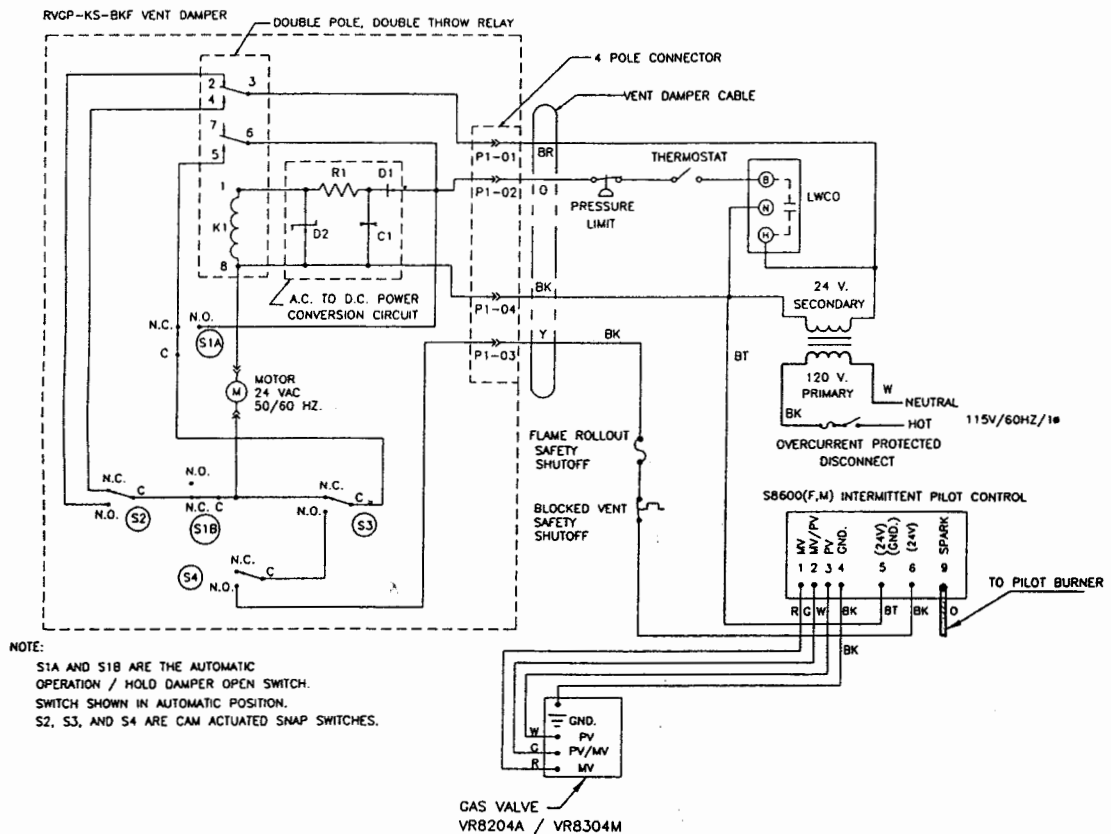 RVGP-KS-BKF VENT DAMPER
DOUBLE POLE, DOUBLE THROW RELAY
4 POLE CONNECTOR
VENT DAMPER CABLE
2
3
4
7
6
5
1
K1
8
R1
D1
D2
C1
A.C. TO D.C. POWER
CONVERSION CIRCUIT
P1-01
BR
P1-02
O
PRESSURE
LIMIT
THERMOSTAT
B
N
H
LWCO
BK
P1-04
24 V.
SECONDARY
Y
BK
P1-03
BT
120 V.
PRIMARY
W
NEUTRAL
BK
HOT
115V/60HZ/1ø
OVERCURRENT PROTECTED
DISCONNECT
N.C.
N.O.
S1A
C
M
MOTOR
24 VAC
50/60 HZ.
FLAME ROLLOUT
SAFETY
SHUTOFF
BLOCKED VENT
SAFETY
SHUTOFF
N.C.
C
N.O.
S2
N.O.
N.C. C
S1B
N.C.
C
N.O.
S3
N.C.
C
S4
N.O.
S8600(F,M) INTERMITTENT PILOT CONTROL
MV
MV/PV
PV
GND.
(24V)
(GND.)
(24V)
SPARK
1 2 3 4 5 6 9
R G W BK BT BK O
BK
TO PILOT BURNER
NOTE:
S1A AND S1B ARE THE AUTOMATIC
OPERATION / HOLD DAMPER OPEN SWITCH.
SWITCH SHOWN IN AUTOMATIC POSITION.
S2, S3, AND S4 ARE CAM ACTUATED SNAP SWITCHES.
GND.
W PV
G PV/MV
R MV
GAS VALVE
VR8204A / VR8304M